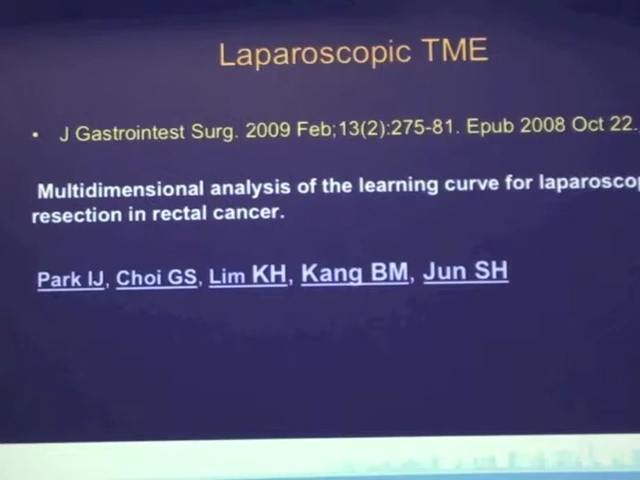 Laparoscopic TME
• J Gastrointest Surg. 2009 Feb;13(2):275-81. Epub 2008 Oct 22.
Multidimensional analysis of the learning curve for
resection in rectal cancer.
Park IJ, Choi GS, Lim KH, Kang BM, Jun SH